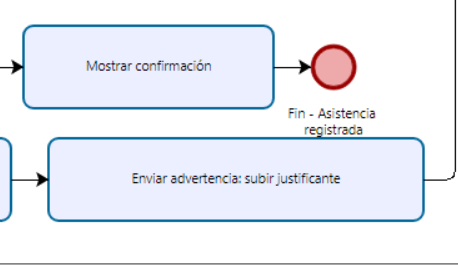 Mostrar confirmación
Fin - Asistencia
registrada
Enviar advertencia: subir justificante